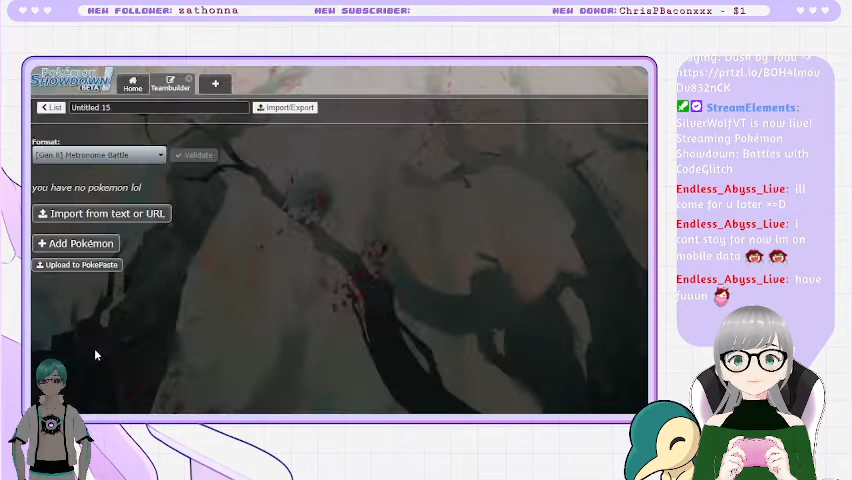 NEW FOLLOWER: zathonna
NEW SUBSCRIBER:
NEW DONOR: ChrisPBaconxxx - $1
Pokémon
SHOWDOWN!
BETA
Home
Teambuilder
+
List
Untitled 15
Import/Export
Format:
[Gen 8] Metronome Battle
Validate
you have no pokemon lol
Import from text or URL
+ Add Pokémon
Upload to PokePaste
https://prtzl.io/
StreamElements:
SilverWolfVT is now live!
Streaming Pokémon
Showdown: Battles with
CodeGlitch
Endless_Abyss_Live: ill
come for u later >=D
Endless_Abyss_Live: i
cant stay for now im on
mobile data
Endless_Abyss_Live: have
fuuun